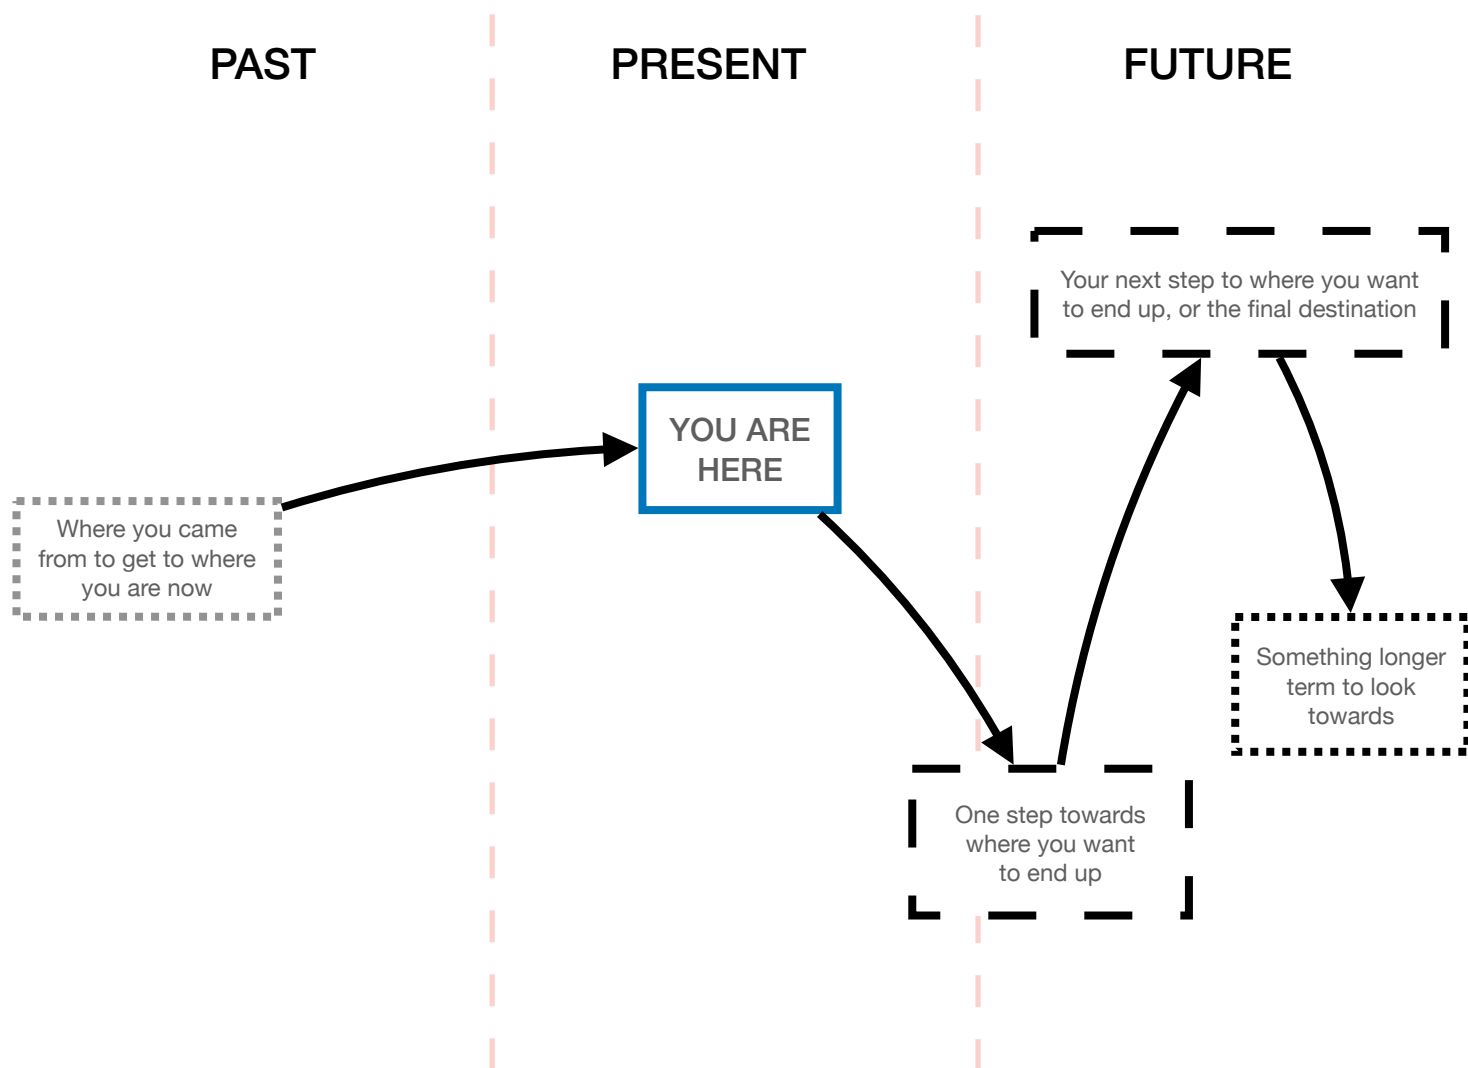 PAST
PRESENT
FUTURE
Where you came
from to get to where
you are now
YOU ARE
HERE
One step towards
where you want
to end up
Your next step to where you want
to end up, or the final destination
Something longer
term to look
towards